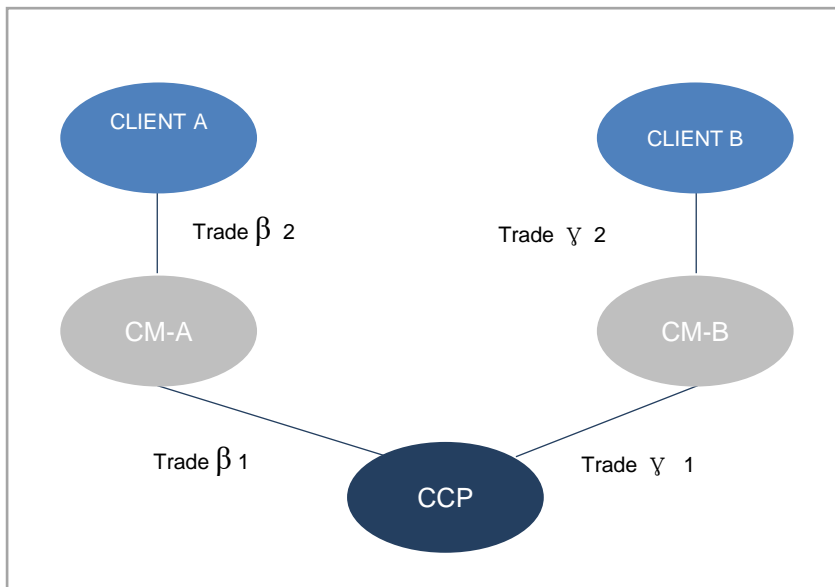 CLIENT A
CLIENT B
Trade β 2
Trade γ 2
CM-A
CM-B
Trade β 1
Trade γ 1
CCP